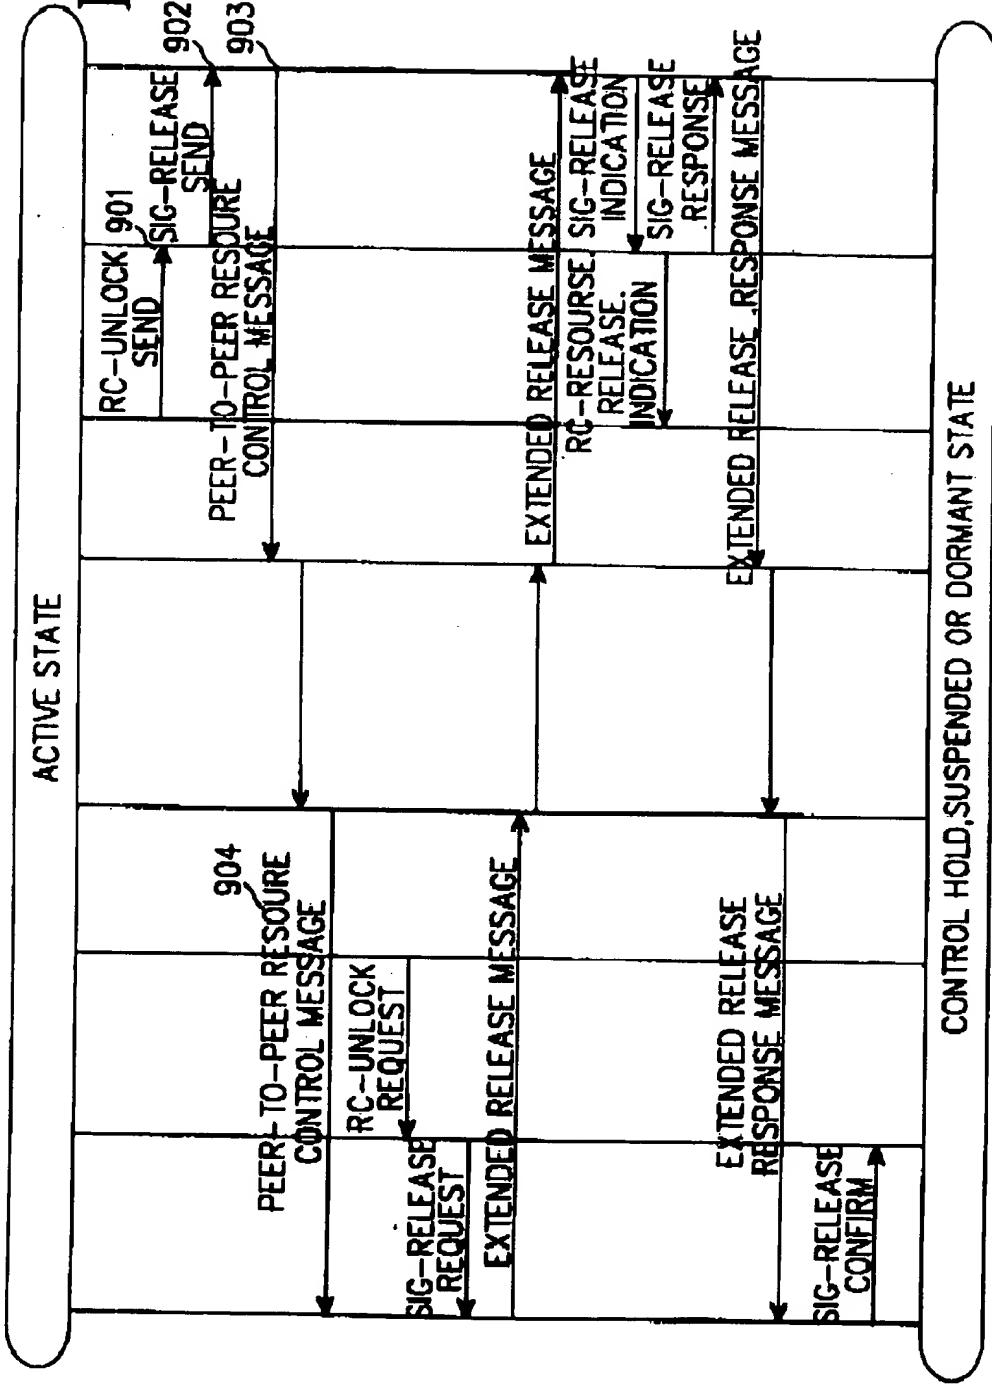 ACTIVE STATE
902
903
SIG-RELEASE
SEND
901
RC-UNLOCK
SEND
PEER-TO-PEER RESOURE
CONTROL MESSAGE
904
PEER-TO-PEER RESOURE
CONTROL MESSAGE
RC-UNLOCK
REQUEST
SIG-RELEASE
REQUEST
EXTENDED RELEASE MESSAGE
EXTENDED RELEASE MESSAGE
SIG-RELEASE
INDICATION
RC-RESOURSE.
RELEASE.
INDICATION
SIG-RELEASE
RESPONSE
EXTENDED RELEASE .RESPONSE MESSAGE
EXTENDED RELEASE
RESPONSE MESSAGE
SIG-RELEASE
CONFIRM
CONTROL HOLD,SUSPENDED OR DORMANT STATE